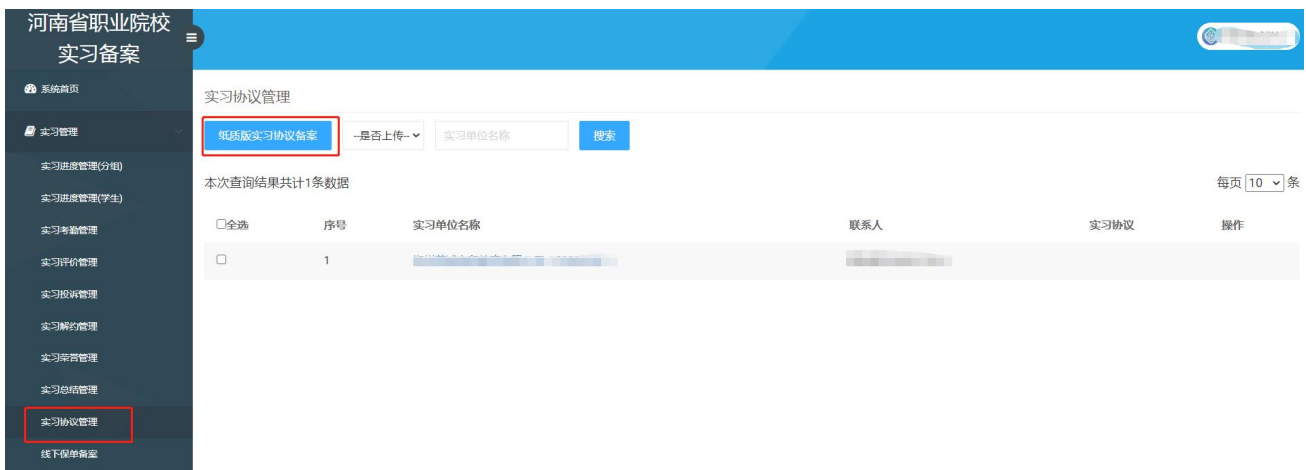 河南省职业院校
实习备案
系统首页
实习管理
实习进度管理(分组)
实习进度管理(学生)
实习考勤管理
实习评价管理
实习投诉管理
实习解约管理
实习荣誉管理
实习总结管理
实习协议管理
线下保单备案
实习协议管理
纸质版实习协议备案 --是否上传-- 实习单位名称 搜索
本次查询结果共计1条数据 每页 10 条
全选 序号 实习单位名称 联系人 实习协议 操作
1